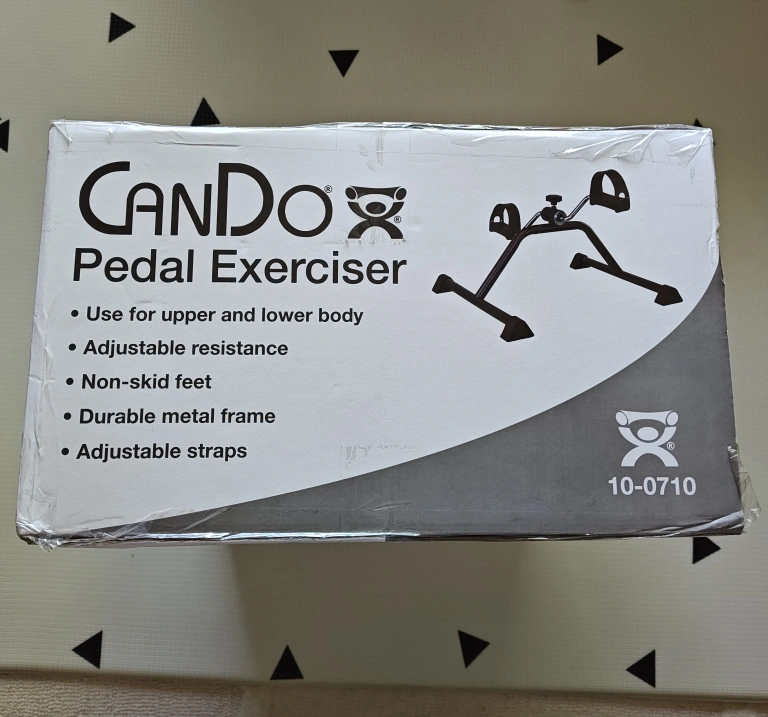 CanDo®
®
Pedal Exerciser
• Use for upper and lower body
• Adjustable resistance
• Non-skid feet
• Durable metal frame
• Adjustable straps
®
10-0710